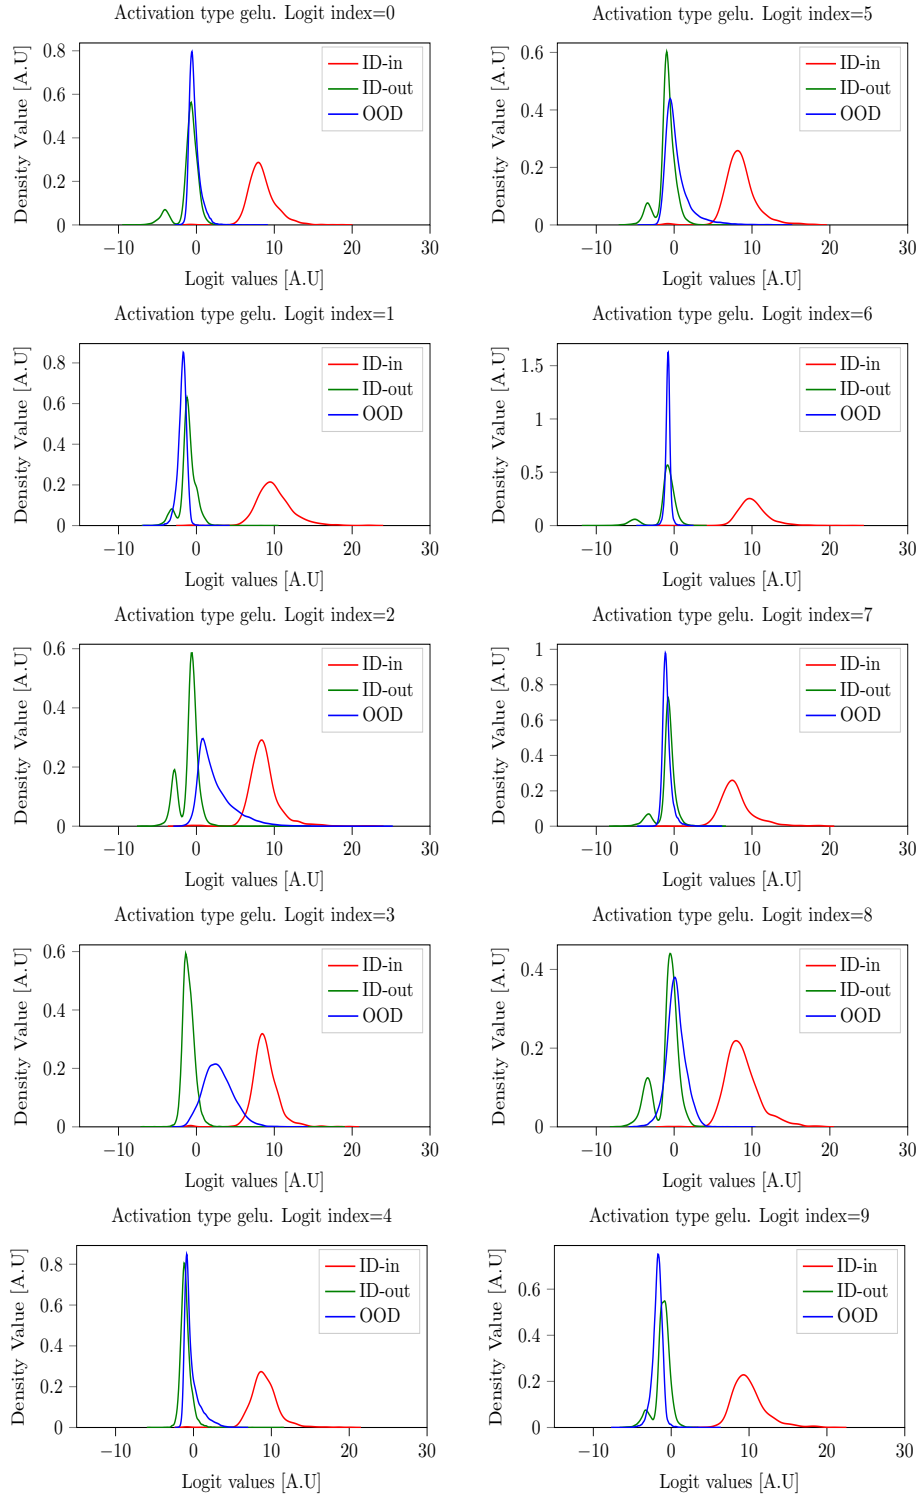 Activation type gelu. Logit index=0
Density Value [A.U]
0.8
0.6
0.4
0.2
0
ID-in
ID-out
OOD
−10 0 10 20 30
Logit values [A.U]
Activation type gelu. Logit index=5
Density Value [A.U]
0.6
0.4
0.2
0
ID-in
ID-out
OOD
−10 0 10 20 30
Logit values [A.U]
Activation type gelu. Logit index=1
Density Value [A.U]
0.8
0.6
0.4
0.2
0
ID-in
ID-out
OOD
−10 0 10 20 30
Logit values [A.U]
Activation type gelu. Logit index=6
Density Value [A.U]
1.5
1
0.5
0
ID-in
ID-out
OOD
−10 0 10 20 30
Logit values [A.U]
Activation type gelu. Logit index=2
Density Value [A.U]
0.6
0.4
0.2
0
ID-in
ID-out
OOD
−10 0 10 20 30
Logit values [A.U]
Activation type gelu. Logit index=7
Density Value [A.U]
1
0.8
0.6
0.4
0.2
0
ID-in
ID-out
OOD
−10 0 10 20 30
Logit values [A.U]
Activation type gelu. Logit index=3
Density Value [A.U]
0.6
0.4
0.2
0
ID-in
ID-out
OOD
−10 0 10 20 30
Logit values [A.U]
Activation type gelu. Logit index=8
Density Value [A.U]
0.4
0.2
0
ID-in
ID-out
OOD
−10 0 10 20 30
Logit values [A.U]
Activation type gelu. Logit index=4
Density Value [A.U]
0.8
0.6
0.4
0.2
0
ID-in
ID-out
OOD
−10 0 10 20 30
Logit values [A.U]
Activation type gelu. Logit index=9
Density Value [A.U]
0.6
0.4
0.2
0
ID-in
ID-out
OOD
−10 0 10 20 30
Logit values [A.U]